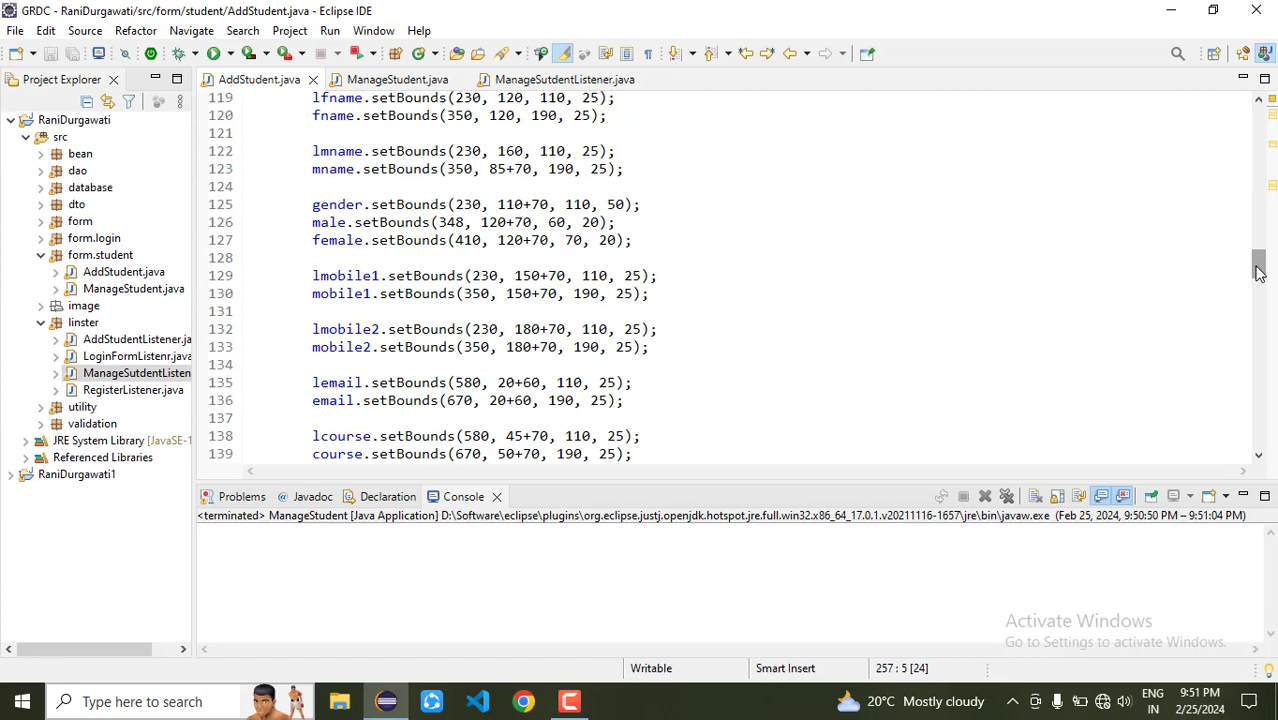 GRDC - RaniDurgawati/src/form/student/AddStudent.java - Eclipse IDE
File Edit Source Refactor Navigate Search Project Run Window Help
Project Explorer
AddStudent.java
ManageStudent.java
ManageSutdentListener.java
RaniDurgawati
src
bean
dao
database
dto
form
form.login
form.student
AddStudent.java
ManageStudent.java
image
linster
AddStudentListener.ja
LoginFormListenr.java
ManageSutdentListen
RegisterListener.java
utility
validation
JRE System Library [JavaSE-1
Referenced Libraries
RaniDurgawati1
119 lfname.setBounds(230, 120, 110, 25);
120 fname.setBounds(350, 120, 190, 25);
121
122 lmname.setBounds(230, 160, 110, 25);
123 mname.setBounds(350, 85+70, 190, 25);
124
125 gender.setBounds(230, 110+70, 110, 50);
126 male.setBounds(348, 120+70, 60, 20);
127 female.setBounds(410, 120+70, 70, 20);
128
129 lmobile1.setBounds(230, 150+70, 110, 25);
130 mobile1.setBounds(350, 150+70, 190, 25);
131
132 lmobile2.setBounds(230, 180+70, 110, 25);
133 mobile2.setBounds(350, 180+70, 190, 25);
134
135 lemail.setBounds(580, 20+60, 110, 25);
136 email.setBounds(670, 20+60, 190, 25);
137
138 lcourse.setBounds(580, 45+70, 110, 25);
139 course.setBounds(670, 50+70, 190, 25);
Problems Javadoc Declaration Console
<terminated> ManageStudent [Java Application] D:\Software\eclipse\plugins\org.eclipse.justj.openjdk.hotspot.jre.full.win32.x86_64_17.0.1.v20211116-1657\jre\bin\javaw.exe (Feb 25, 2024, 9:50:50 PM – 9:51:04 PM)
Activate Windows
Go to Settings to activate Windows.
Writable Smart Insert 257 : 5 [24]
Type here to search
20°C Mostly cloudy
ENG
IN
9:51 PM
2/25/2024